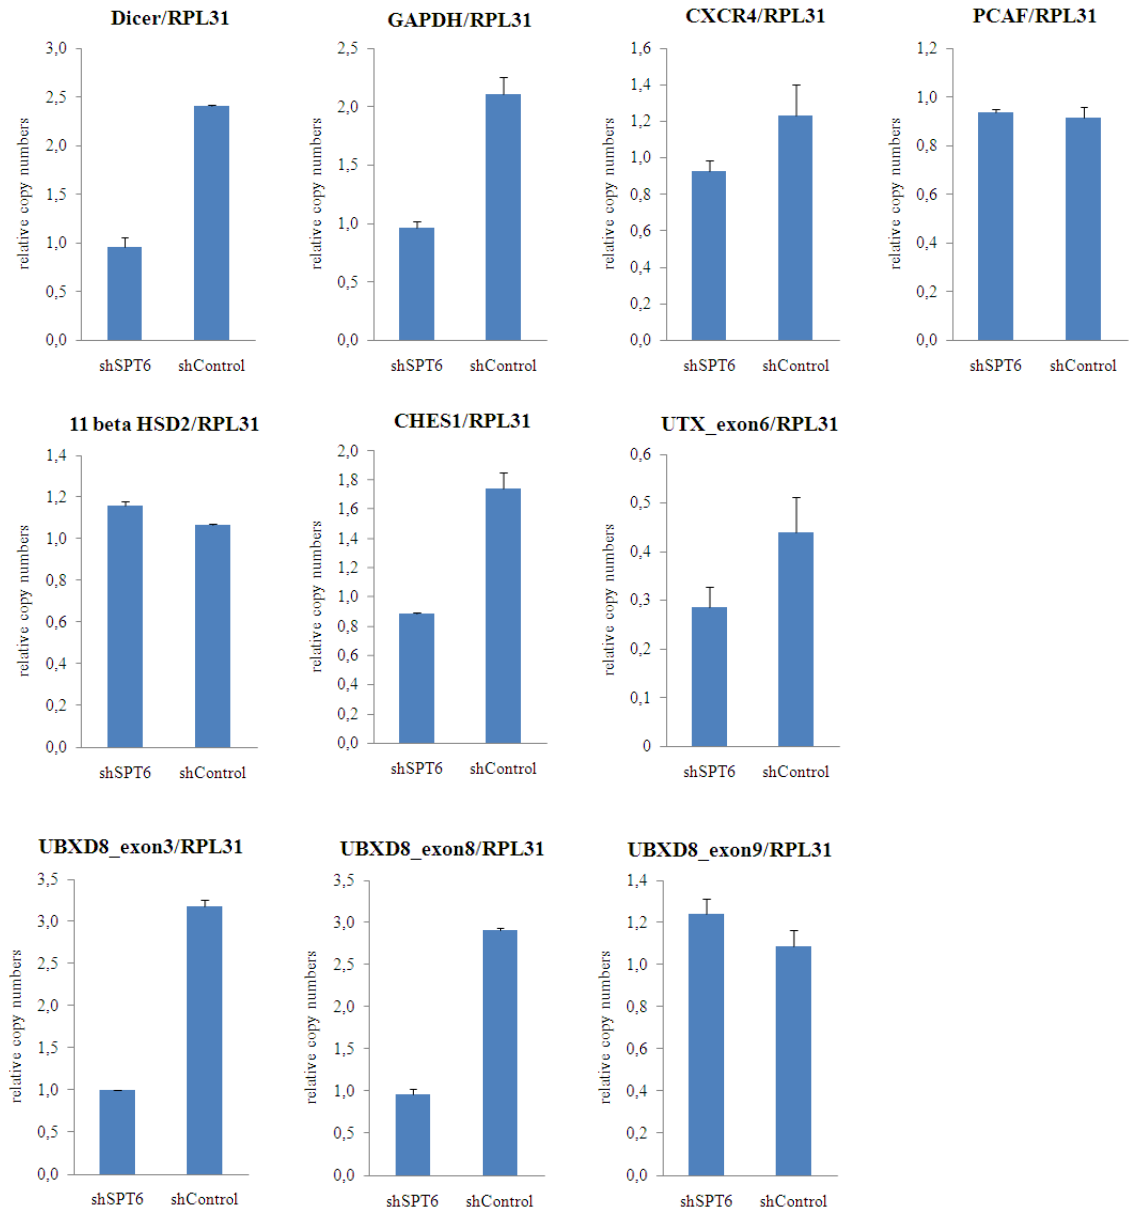 Dicer/RPL31
relative copy numbers
3,0
2,5
2,0
1,5
1,0
0,5
0,0
shSPT6 shControl
GAPDH/RPL31
relative copy numbers
2,5
2,0
1,5
1,0
0,5
0,0
shSPT6 shControl
CXCR4/RPL31
relative copy numbers
1,6
1,4
1,2
1,0
0,8
0,6
0,4
0,2
0,0
shSPT6 shControl
PCAF/RPL31
relative copy numbers
1,2
1,0
0,8
0,6
0,4
0,2
0,0
shSPT6 shControl
11 beta HSD2/RPL31
relative copy numbers
1,4
1,2
1,0
0,8
0,6
0,4
0,2
0,0
shSPT6 shControl
CHES1/RPL31
relative copy numbers
2,0
1,8
1,6
1,4
1,2
1,0
0,8
0,6
0,4
0,2
0,0
shSPT6 shControl
UTX_exon6/RPL31
relative copy numbers
0,6
0,5
0,4
0,3
0,2
0,1
0
shSPT6 shControl
UBXD8_exon3/RPL31
relative copy numbers
3,5
3,0
2,5
2,0
1,5
1,0
0,5
0,0
shSPT6 shControl
UBXD8_exon8/RPL31
relative copy numbers
3,5
3,0
2,5
2,0
1,5
1,0
0,5
0,0
shSPT6 shControl
UBXD8_exon9/RPL31
relative copy numbers
1,4
1,2
1,0
0,8
0,6
0,4
0,2
0,0
shSPT6 shControl